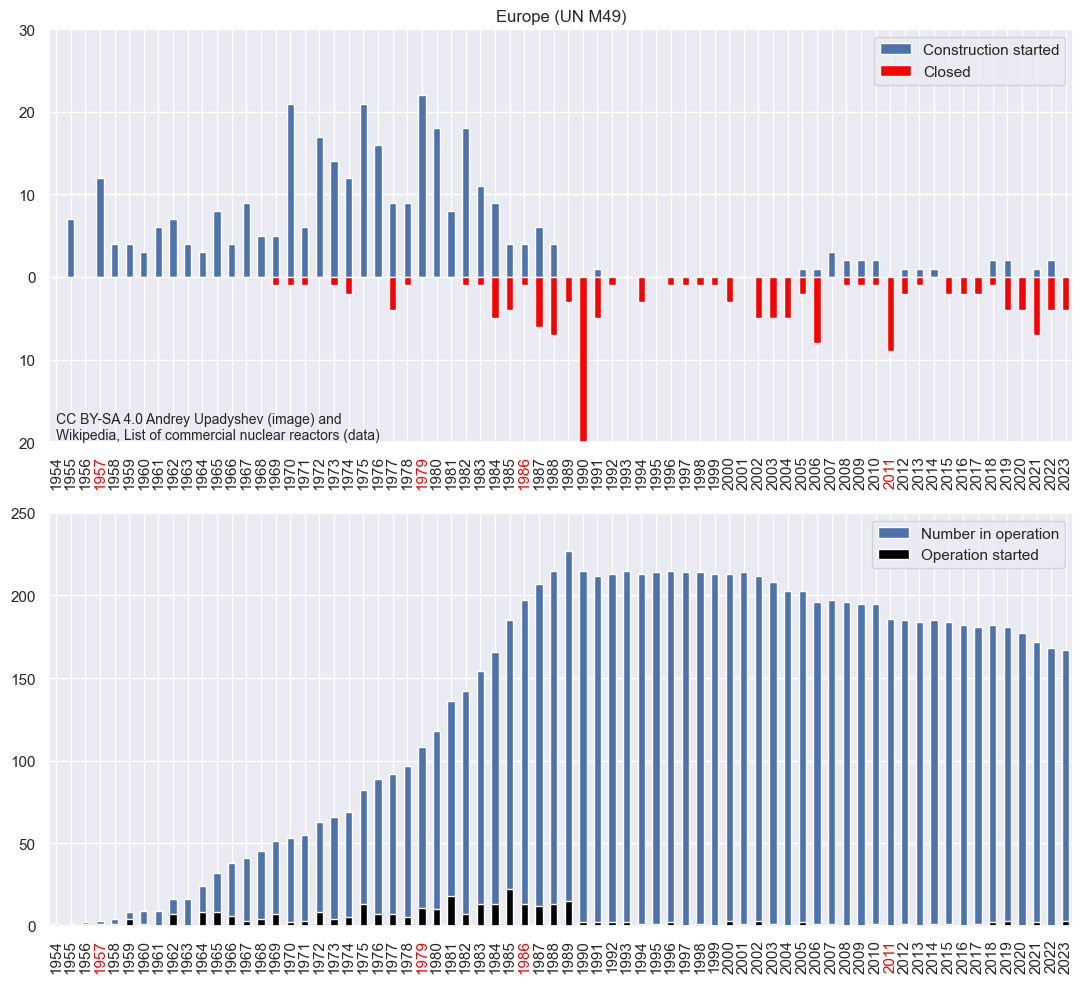 Europe (UN M49)
30
Construction started
Closed
20
10
0
10
CC BY-SA 4.0 Andrey Upadyshev (image) and
Wikipedia, List of commercial nuclear reactors (data)
20
1954 1955 1956 1957 1958 1959 1960 1961 1962 1963 1964 1965 1966 1967 1968 1969 1970 1971 1972 1973 1974 1975 1976 1977 1978 1979 1980 1981 1982 1983 1984 1985 1986 1987 1988 1989 1990 1991 1992 1993 1994 1995 1996 1997 1998 1999 2000 2001 2002 2003 2004 2005 2006 2007 2008 2009 2010 2011 2012 2013 2014 2015 2016 2017 2018 2019 2020 2021 2022 2023
250
Number in operation
Operation started
200
150
100
50
0
1954 1955 1956 1957 1958 1959 1960 1961 1962 1963 1964 1965 1966 1967 1968 1969 1970 1971 1972 1973 1974 1975 1976 1977 1978 1979 1980 1981 1982 1983 1984 1985 1986 1987 1988 1989 1990 1991 1992 1993 1994 1995 1996 1997 1998 1999 2000 2001 2002 2003 2004 2005 2006 2007 2008 2009 2010 2011 2012 2013 2014 2015 2016 2017 2018 2019 2020 2021 2022 2023